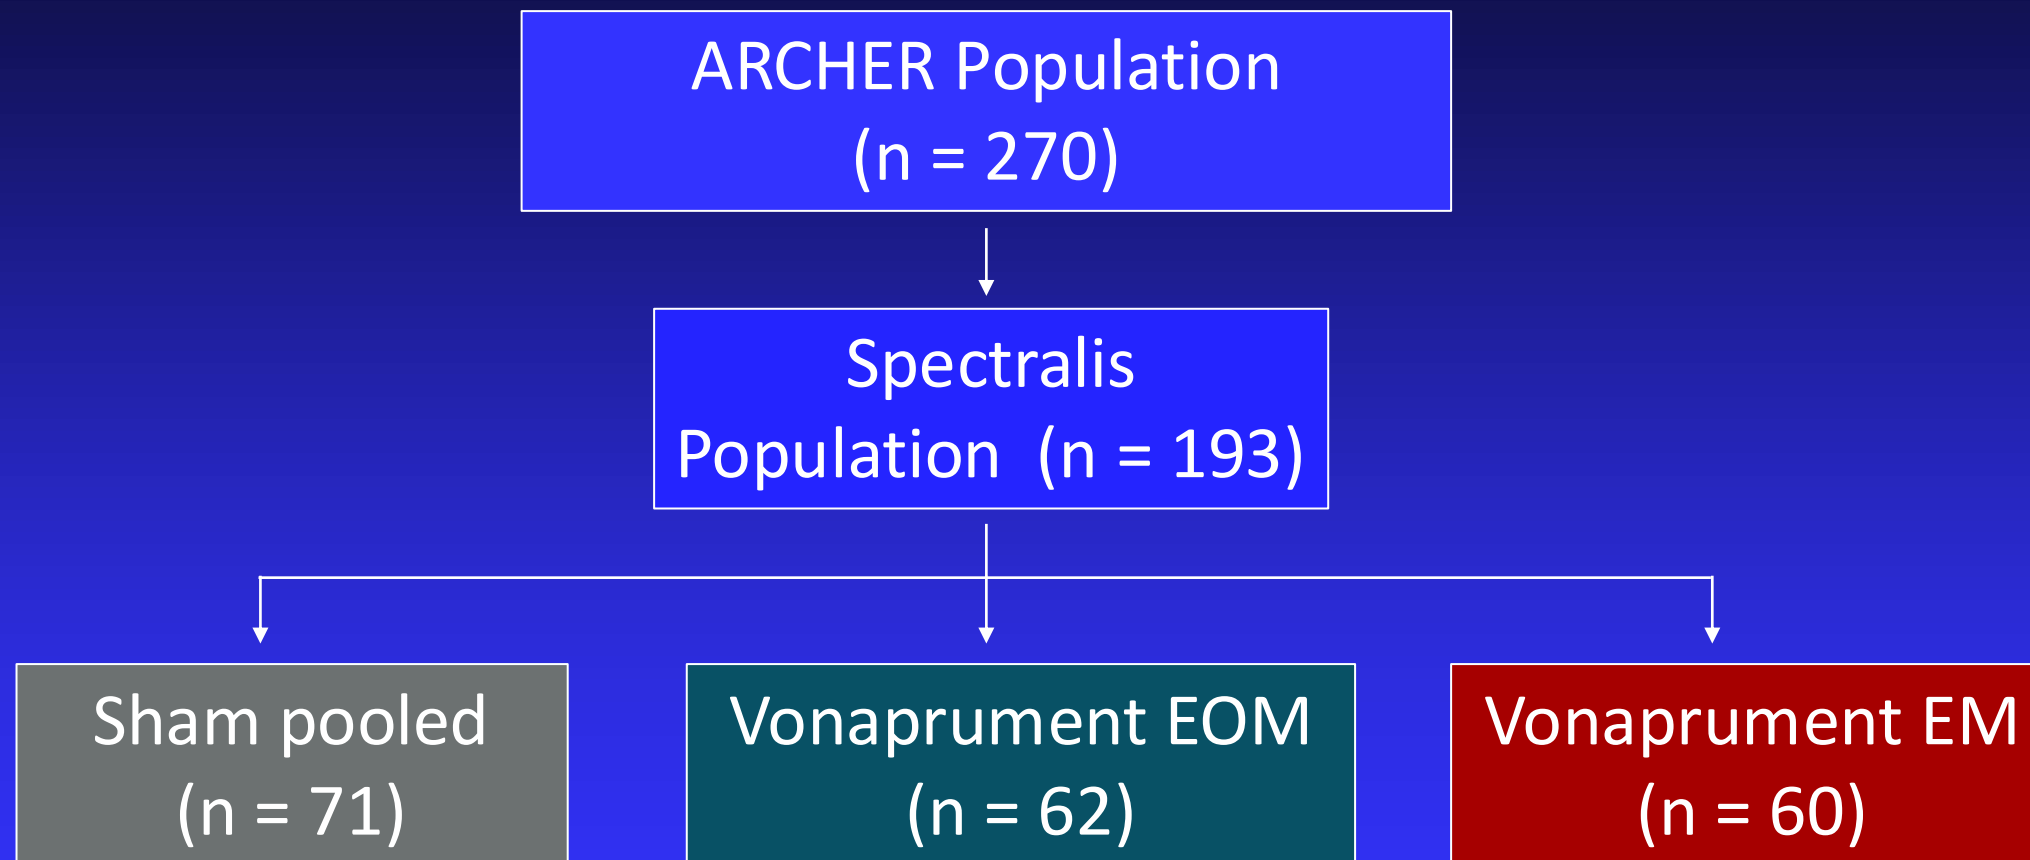 ARCHER Population
(n = 270)
Spectralis
Population (n = 193)
Sham pooled
(n = 71)
Vonaprument EOM
(n = 62)
Vonaprument EM
(n = 60)